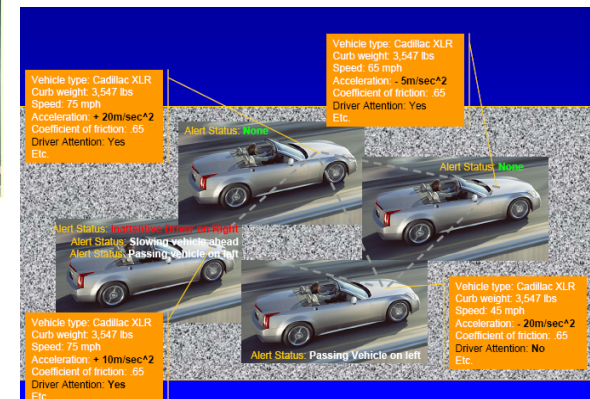 Vehicle type: Cadillac XLR
Curb weight: 3,547 lbs
Speed: 65 mph
Acceleration: - 5m/sec^2
Coefficient of friction: .65
Driver Attention: Yes
Etc.
Vehicle type: Cadillac XLR
Curb weight: 3,547 lbs
Speed: 75 mph
Acceleration: + 20m/sec^2
Coefficient of friction: .65
Driver Attention: Yes
Etc.
Alert Status: None
Alert Status: None
Alert Status: Inattentive Driver on Right
Alert Status: Slowing vehicle ahead
Alert Status: Passing vehicle on left
Vehicle type: Cadillac XLR
Curb weight: 3,547 lbs
Speed: 45 mph
Acceleration: - 20m/sec^2
Coefficient of friction: .65
Driver Attention: No
Etc.
Vehicle type: Cadillac XLR
Curb weight: 3,547 lbs
Speed: 75 mph
Acceleration: + 10m/sec^2
Coefficient of friction: .65
Driver Attention: Yes
Etc.
Alert Status: Passing Vehicle on left